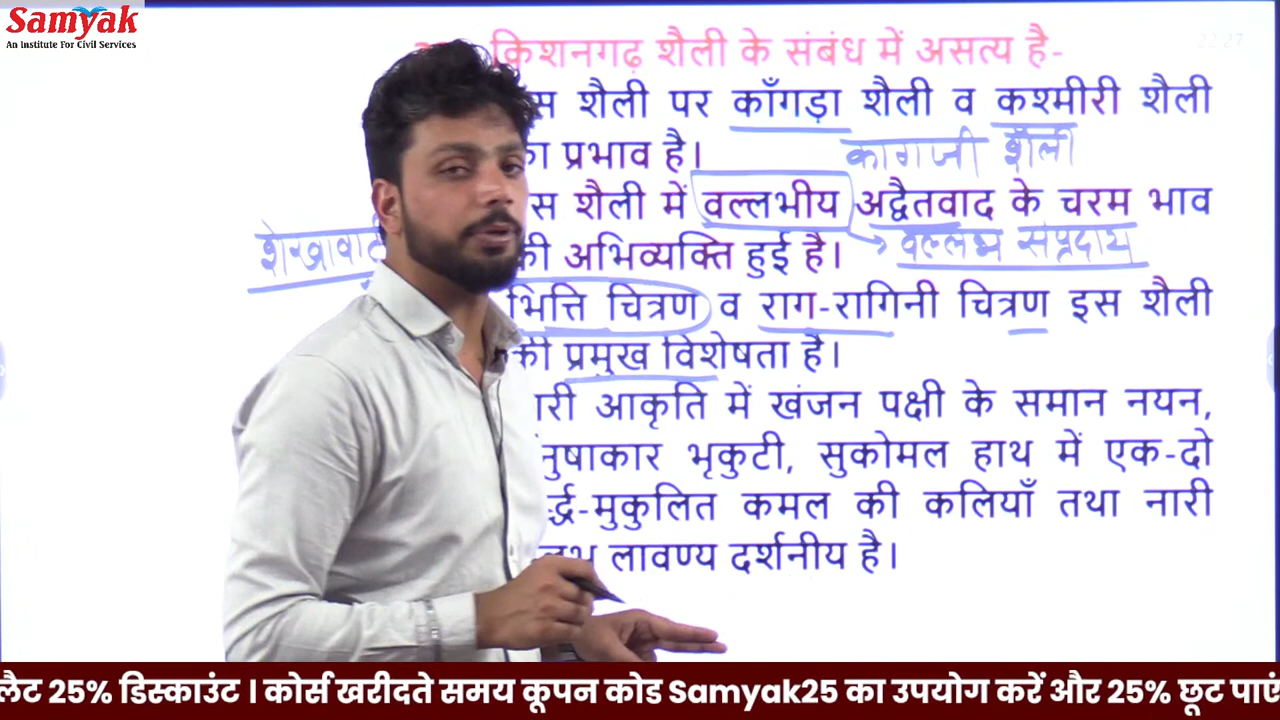 Samyak
An Institute For Civil Services
22:27
किशनगढ़ शैली के संबंध में असत्य है-
शैली पर काँगड़ा शैली व कश्मीरी शैली
का प्रभाव है।
कागजी शैली
शैली में वल्लभीय अद्वैतवाद के चरम भाव
शेखावाटी
वल्लभ संप्रदाय
की अभिव्यक्ति हुई है।
भित्ति चित्रण व राग-रागिनी चित्रण इस शैली
की प्रमुख विशेषता है।
आकृति में खंजन पक्षी के समान नयन,
भृकुटी, सुकोमल हाथ में एक-दो
-मुकुलित कमल की कलियाँ तथा नारी
लावण्य दर्शनीय है।
लैट 25% डिस्काउंट । कोर्स खरीदते समय कूपन कोड Samyak25 का उपयोग करें और 25% छूट पाएं